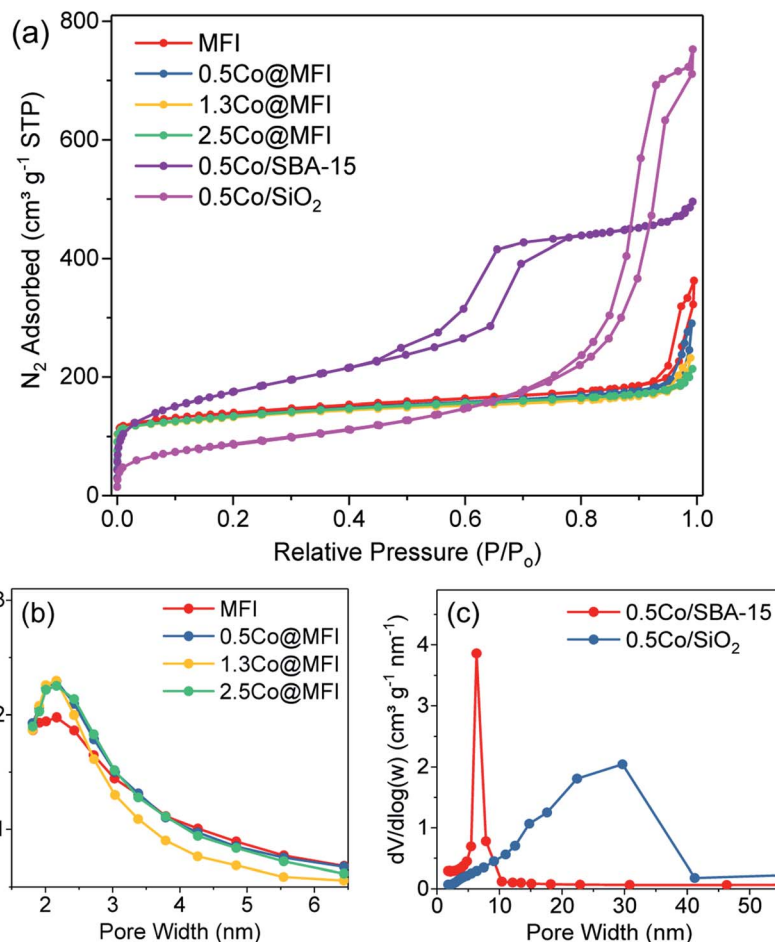 (a)
MFI
0.5Co@MFI
1.3Co@MFI
2.5Co@MFI
0.5Co/SBA-15
0.5Co/SiO₂
N₂ Adsorbed (cm³ g⁻¹ STP)
800
600
400
200
0
0.0 0.2 0.4 0.6 0.8 1.0
Relative Pressure (P/Pₒ)
(b)
MFI
0.5Co@MFI
1.3Co@MFI
2.5Co@MFI
3
2
1
2 3 4 5 6
Pore Width (nm)
(c)
0.5Co/SBA-15
0.5Co/SiO₂
dV/dlog(w) (cm³ g⁻¹ nm⁻¹)
4
3
2
1
0
0 10 20 30 40 50
Pore Width (nm)